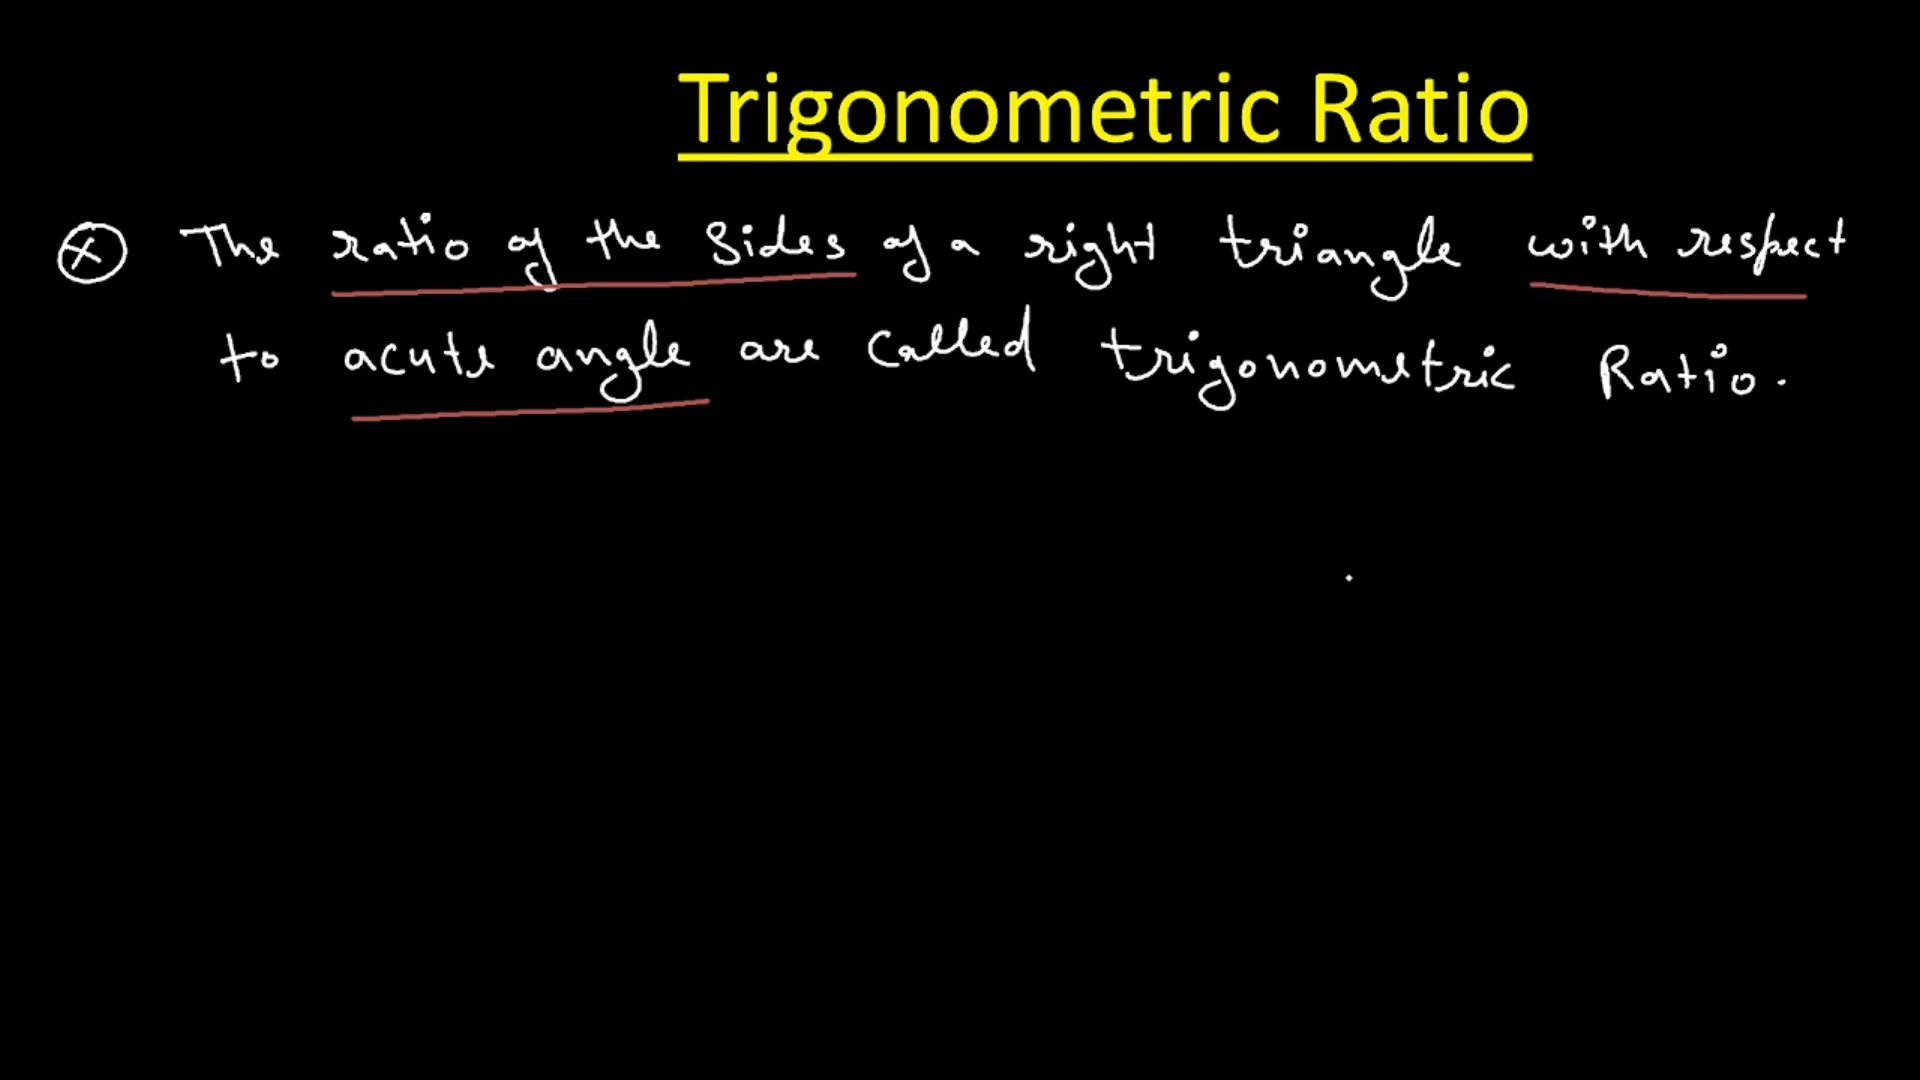 Trigonometric Ratio
The ratio of the Sides of a right triangle with respect
to acute angle are called trigonometric Ratio.